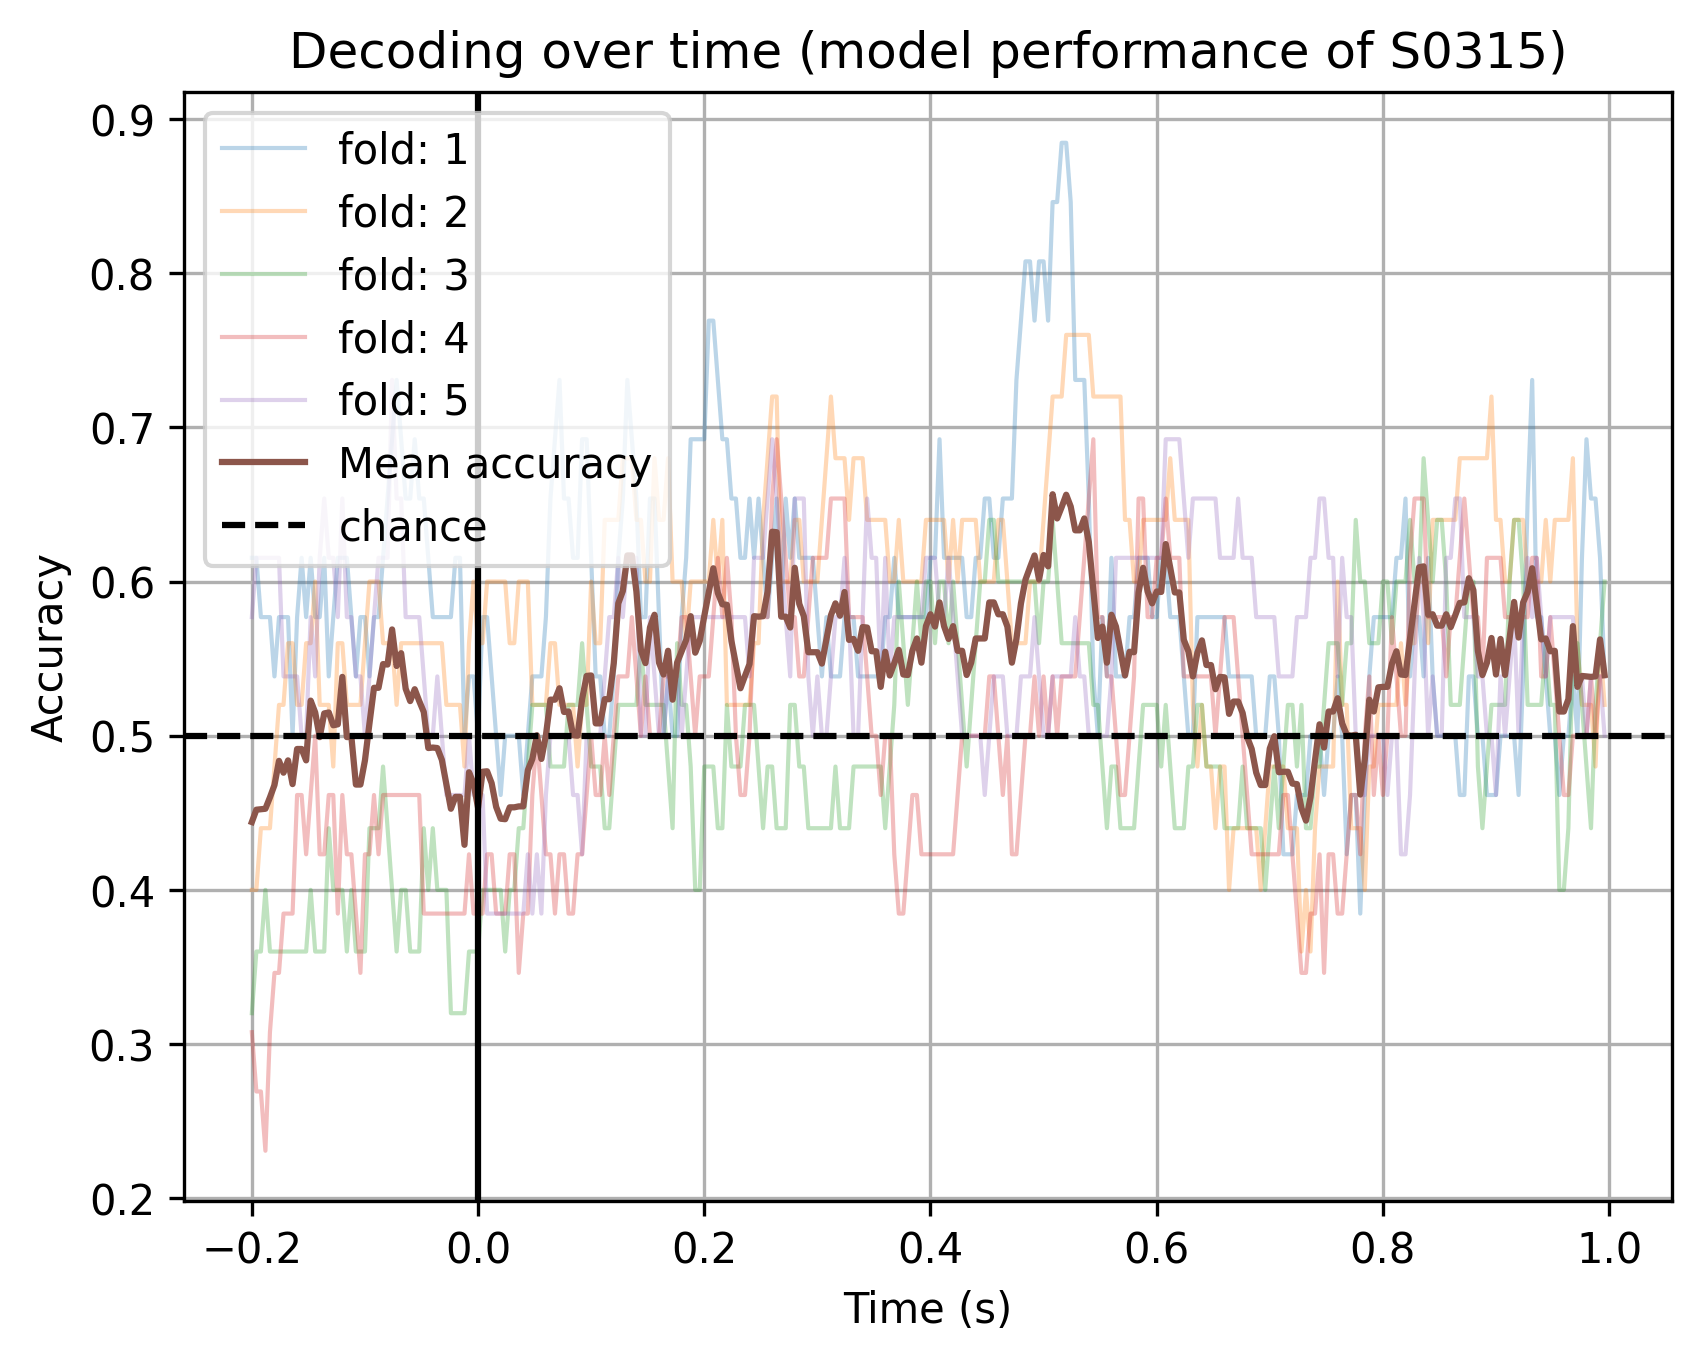 Decoding over time (model performance of S0315)
0.9
0.8
0.7
0.6
0.5
0.4
0.3
0.2
Accuracy
fold: 1
fold: 2
fold: 3
fold: 4
fold: 5
Mean accuracy
chance
−0.2 0.0 0.2 0.4 0.6 0.8 1.0
Time (s)